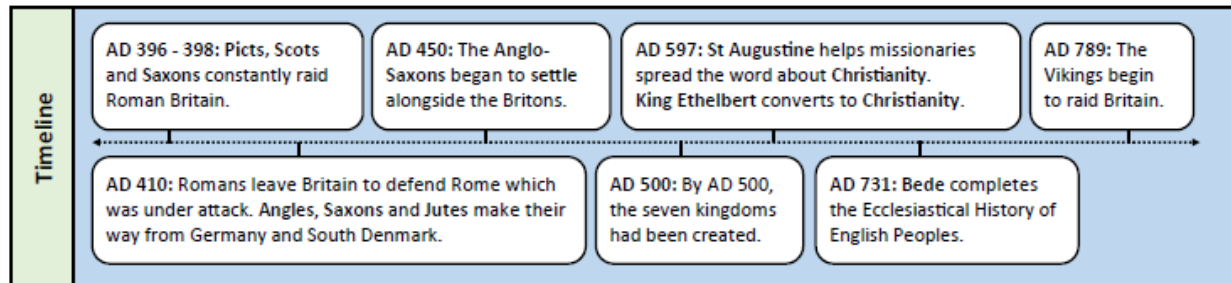 Timeline
AD 396 - 398: Picts, Scots
and Saxons constantly raid
Roman Britain.
AD 450: The Anglo-
Saxons began to settle
alongside the Britons.
AD 597: St Augustine helps missionaries
spread the word about Christianity.
King Ethelbert converts to Christianity.
AD 789: The
Vikings begin
to raid Britain.
AD 410: Romans leave Britain to defend Rome which
was under attack. Angles, Saxons and Jutes make their
way from Germany and South Denmark.
AD 500: By AD 500,
the seven kingdoms
had been created.
AD 731: Bede completes
the Ecclesiastical History of
English Peoples.